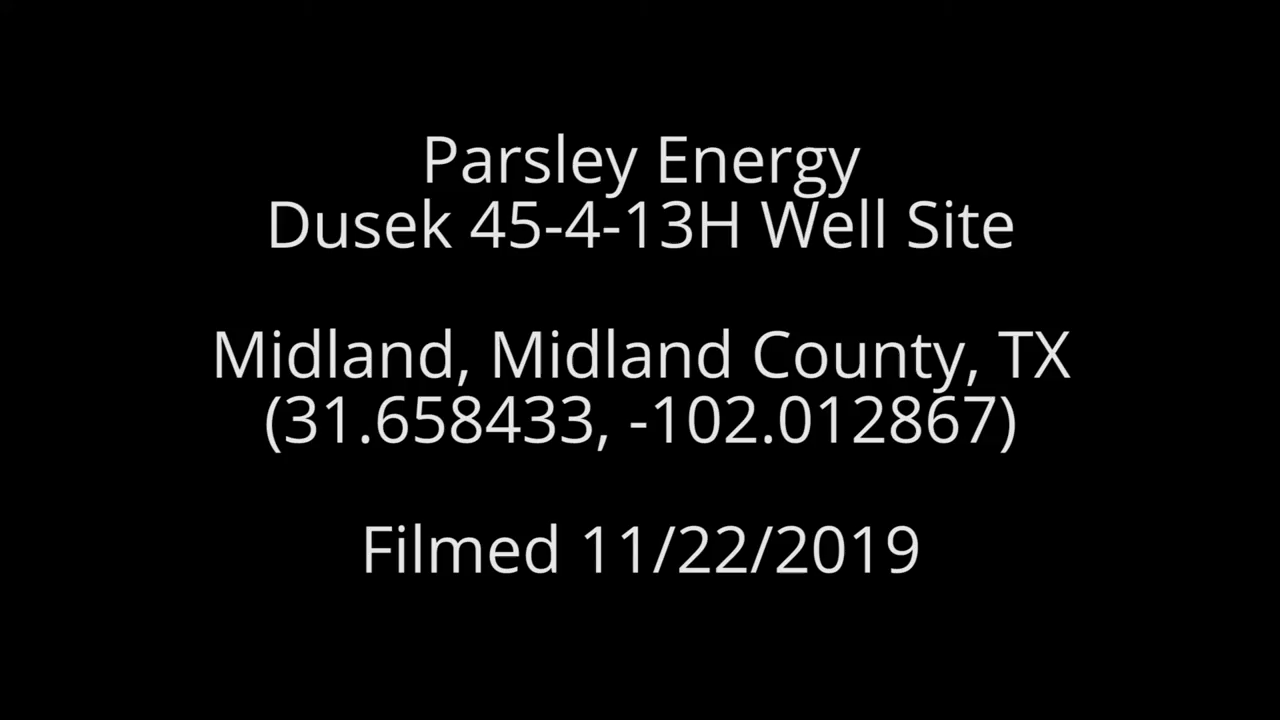 Parsley Energy
Dusek 45-4-13H Well Site
Midland, Midland County, TX
(31.658433, -102.012867)
Filmed 11/22/2019